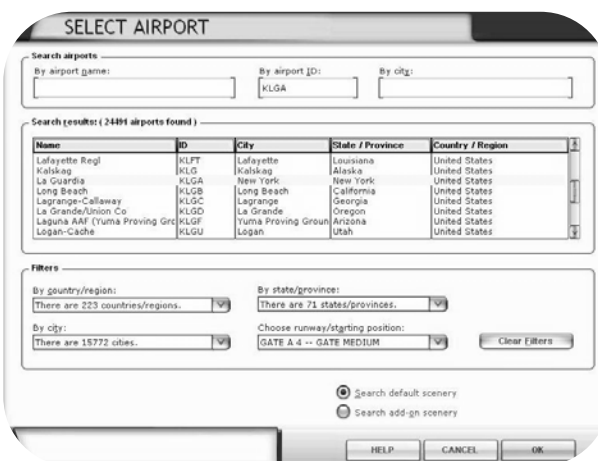 SELECT AIRPORT
Search airports
By airport name: By airport ID: By city:
KLGA
Search results: ( 24491 airports found )
Name ID City State / Province Country / Region
Lafayette Regl KLFT Lafayette Louisiana United States
Kalskag KLG Kalskag Alaska United States
La Guardia KLGA New York New York United States
Long Beach KLGB Long Beach California United States
Lagrange-Callaway KLGC Lagrange Georgia United States
La Grande/Union Co KLGD La Grande Oregon United States
Laguna AAF (Yuma Proving Grc KLGF Yuma Proving Groun Arizona United States
Logan-Cache KLGU Logan Utah United States
Filters
By country/region: By state/province:
There are 223 countries/regions. There are 71 states/provinces.
By city: Choose runway/starting position:
There are 15772 cities. GATE A 4 -- GATE MEDIUM Clear Filters
Search default scenery
Search add-on scenery
HELP CANCEL OK